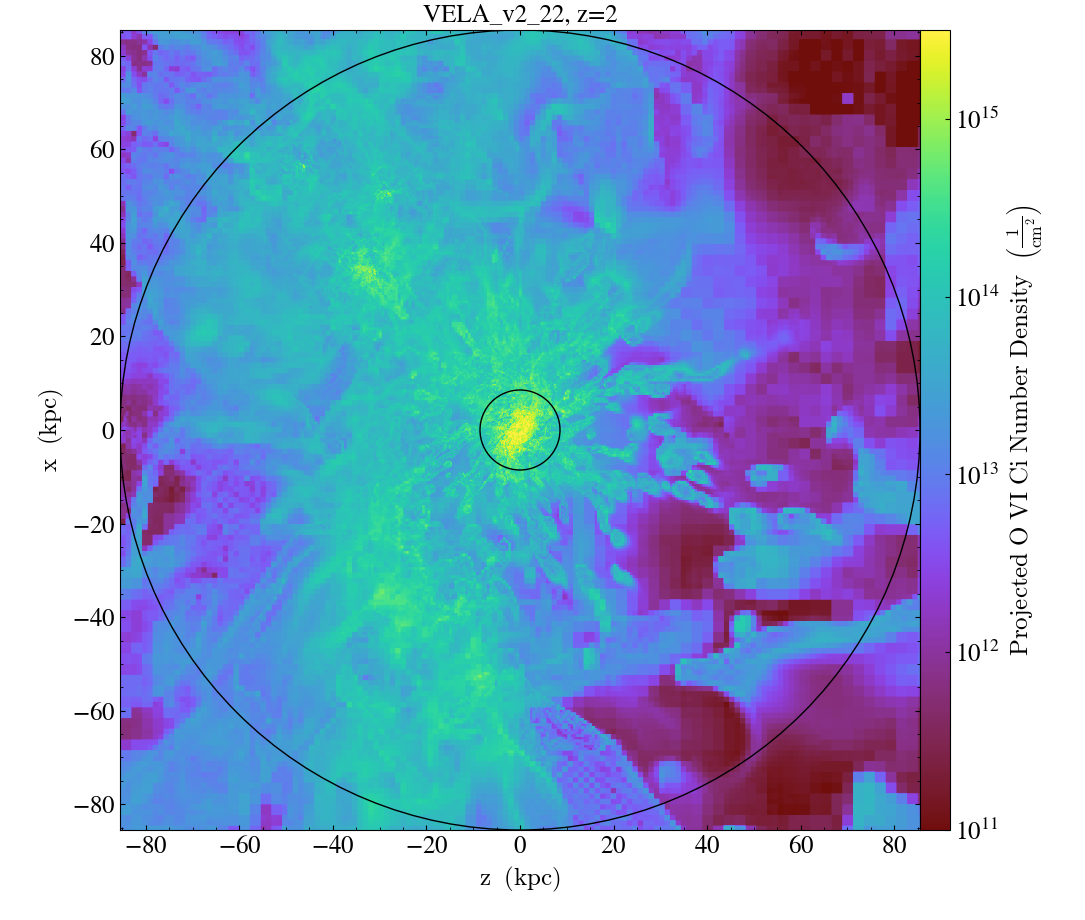 VELA_v2_22, z=2
80
60
40
20
0
−20
−40
−60
−80
x (kpc)
−80 −60 −40 −20 0 20 40 60 80
z (kpc)
10^15
10^14
10^13
10^12
10^11
Projected O VI Ci Number Density (1/cm^2)